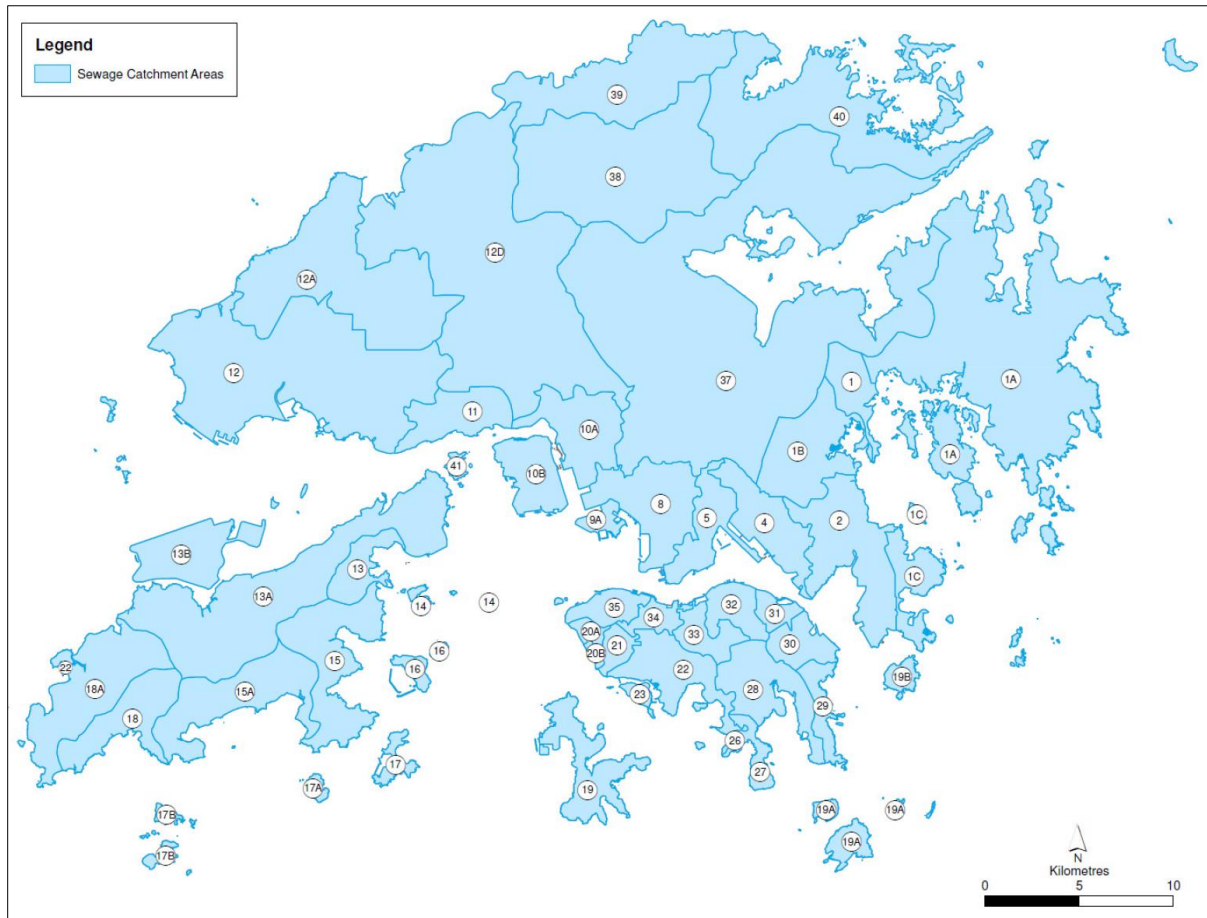 Legend
Sewage Catchment Areas
39
40
38
12D
12A
12
37
1
1A
11
10A
1B
1A
41
10B
8
9A
5
4
2
1C
13B
13
1C
13A
14
14
35
32
34
31
20A
33
30
21
20B
16
15
22
22
16
19B
18A
15A
28
23
29
18
26
17
27
17A
19
17B
19A
19A
19A
17B
N
Kilometres
0 5 10